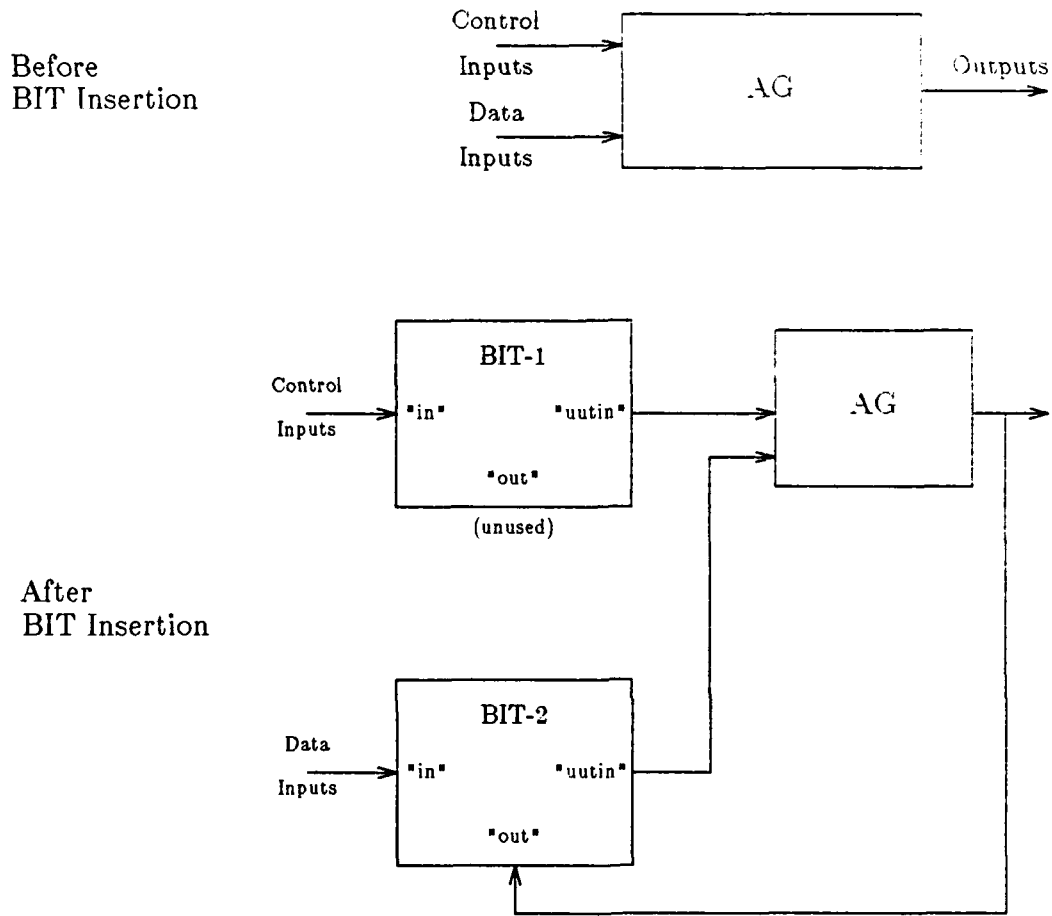 Control
Inputs
Before
BIT Insertion
AG
Outputs
Data
Inputs
BIT-1
Control
Inputs
"in"
"uutin"
AG
"out"
(unused)
After
BIT Insertion
BIT-2
Data
Inputs
"in"
"uutin"
"out"